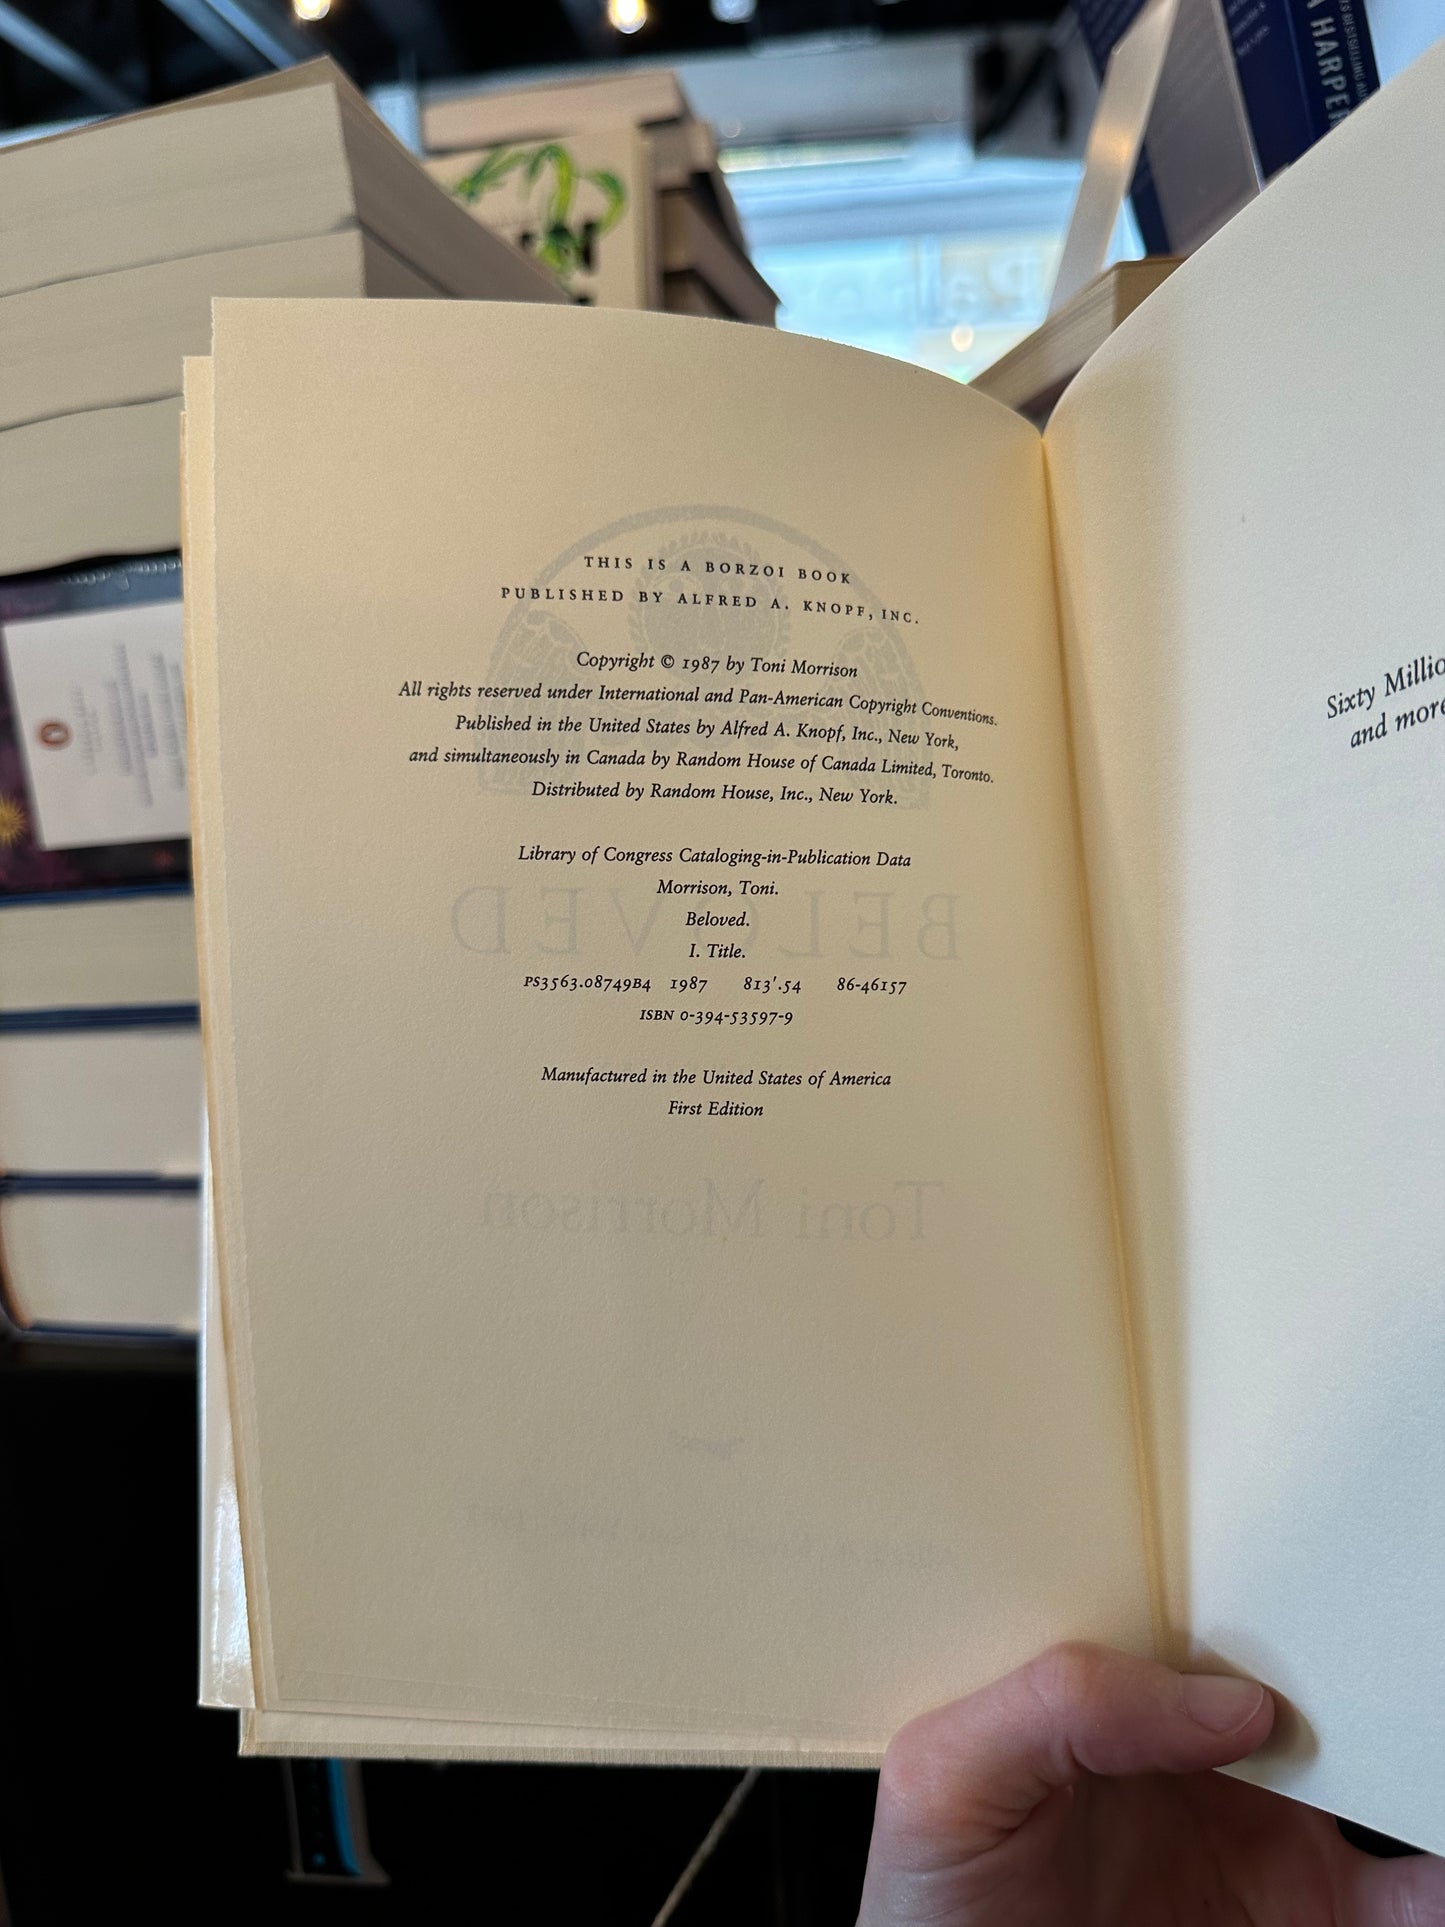 N HARPER
THIS IS A BORZOI BOOK
PUBLISHED BY ALFRED A. KNOPF, INC.
Copyright © 1987 by Toni Morrison
All rights reserved under International and Pan-American Copyright Conventions.
Published in the United States by Alfred A. Knopf, Inc., New York,
and simultaneously in Canada by Random House of Canada Limited, Toronto.
Distributed by Random House, Inc., New York.
Library of Congress Cataloging-in-Publication Data
Morrison, Toni.
Beloved.
I. Title.
PS3563.08749B4 1987 813'.54 86-46157
ISBN 0-394-53597-9
Manufactured in the United States of America
First Edition
BELOVED
Toni Morrison
Sixty Millio
and more